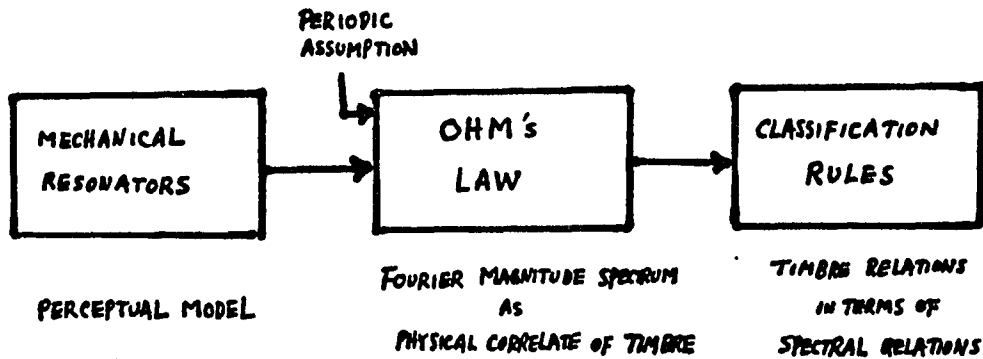 PERIODIC
ASSUMPTION
MECHANICAL
RESONATORS
OHM's
LAW
CLASSIFICATION
RULES
PERCEPTUAL MODEL
FOURIER MAGNITUDE SPECTRUM
AS
PHYSICAL CORRELATE OF TIMBRE
TIMBRE RELATIONS
IN TERMS OF
SPECTRAL RELATIONS